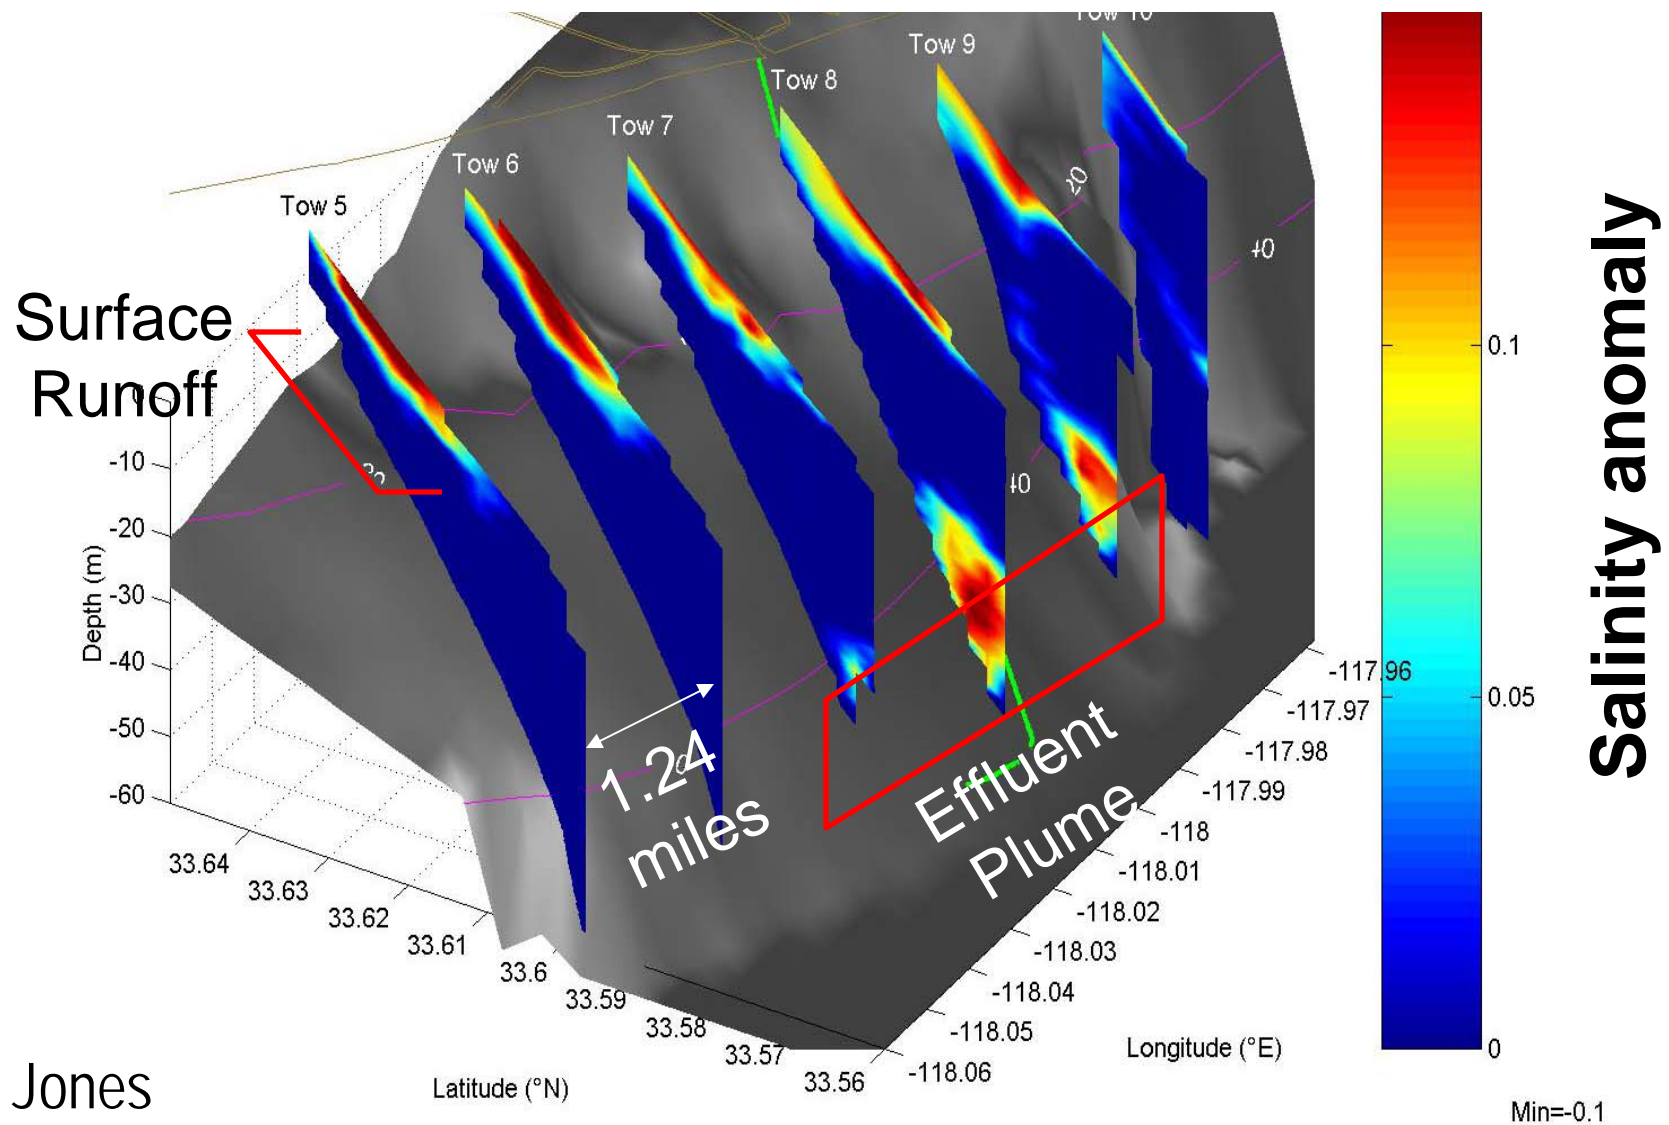 Tow 10
Tow 9
Tow 8
Tow 7
Tow 6
Tow 5
20
40
Surface
Runoff
0
-10
-20
-30
-40
-50
-60
Depth (m)
40
1.24
miles
Effluent
Plume
33.64
33.63
33.62
33.61
33.6
33.59
33.58
33.57
33.56
Latitude (°N)
-117.96
-117.97
-117.98
-117.99
-118
-118.01
-118.02
-118.03
-118.04
-118.05
-118.06
Longitude (°E)
0.1
0.05
0
Salinity anomaly
Min=-0.1
Jones